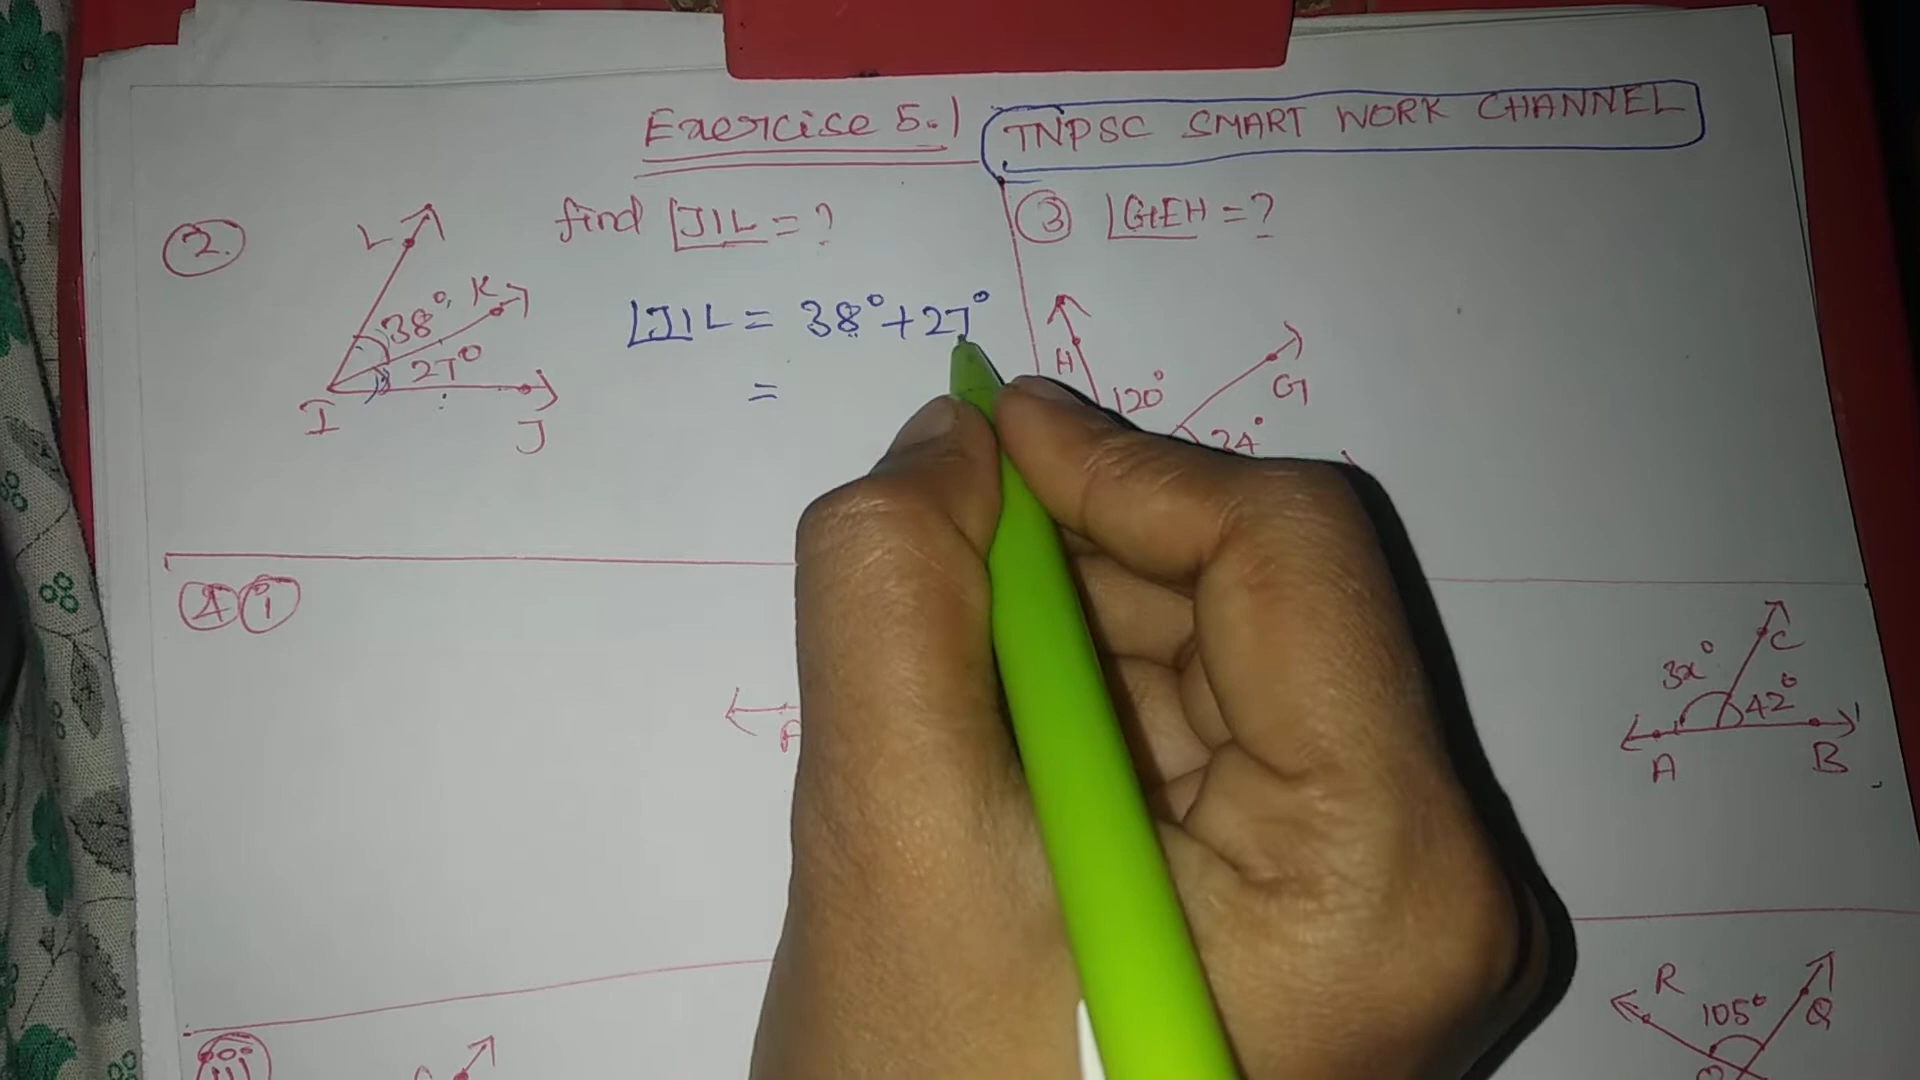 Exercise 5.1
TNPSC SMART WORK CHANNEL
2.
find ∠JIL = ?
L
38°
K
27°
I
J
∠JIL = 38° + 27°
=
3
∠GEH = ?
H
120°
G
24°
4 i
A
3x°
C
42°
A
B
iii
R
105°
Q